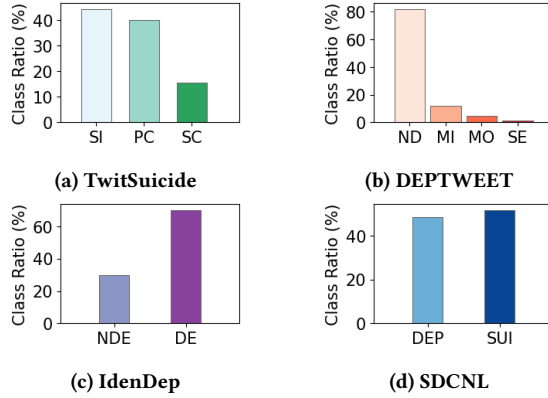 Class Ratio (%)
40
30
20
10
0
SI PC SC
(a) TwitSuicide
Class Ratio (%)
80
60
40
20
0
ND MI MO SE
(b) DEPTWEET
Class Ratio (%)
60
40
20
0
NDE DE
(c) IdenDep
Class Ratio (%)
40
20
0
DEP SUI
(d) SDCNL